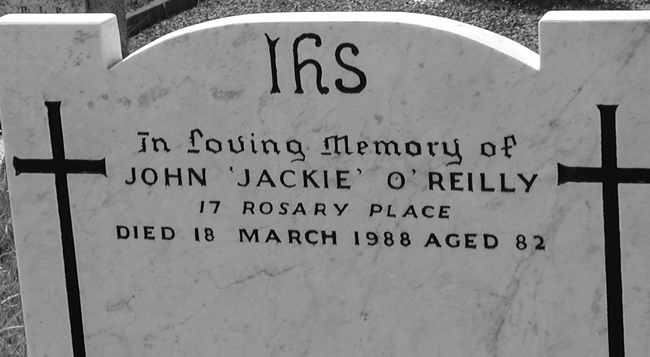 IhS
In Loving Memory of
JOHN 'JACKIE' O'REILLY
17 ROSARY PLACE
DIED 18 MARCH 1988 AGED 82